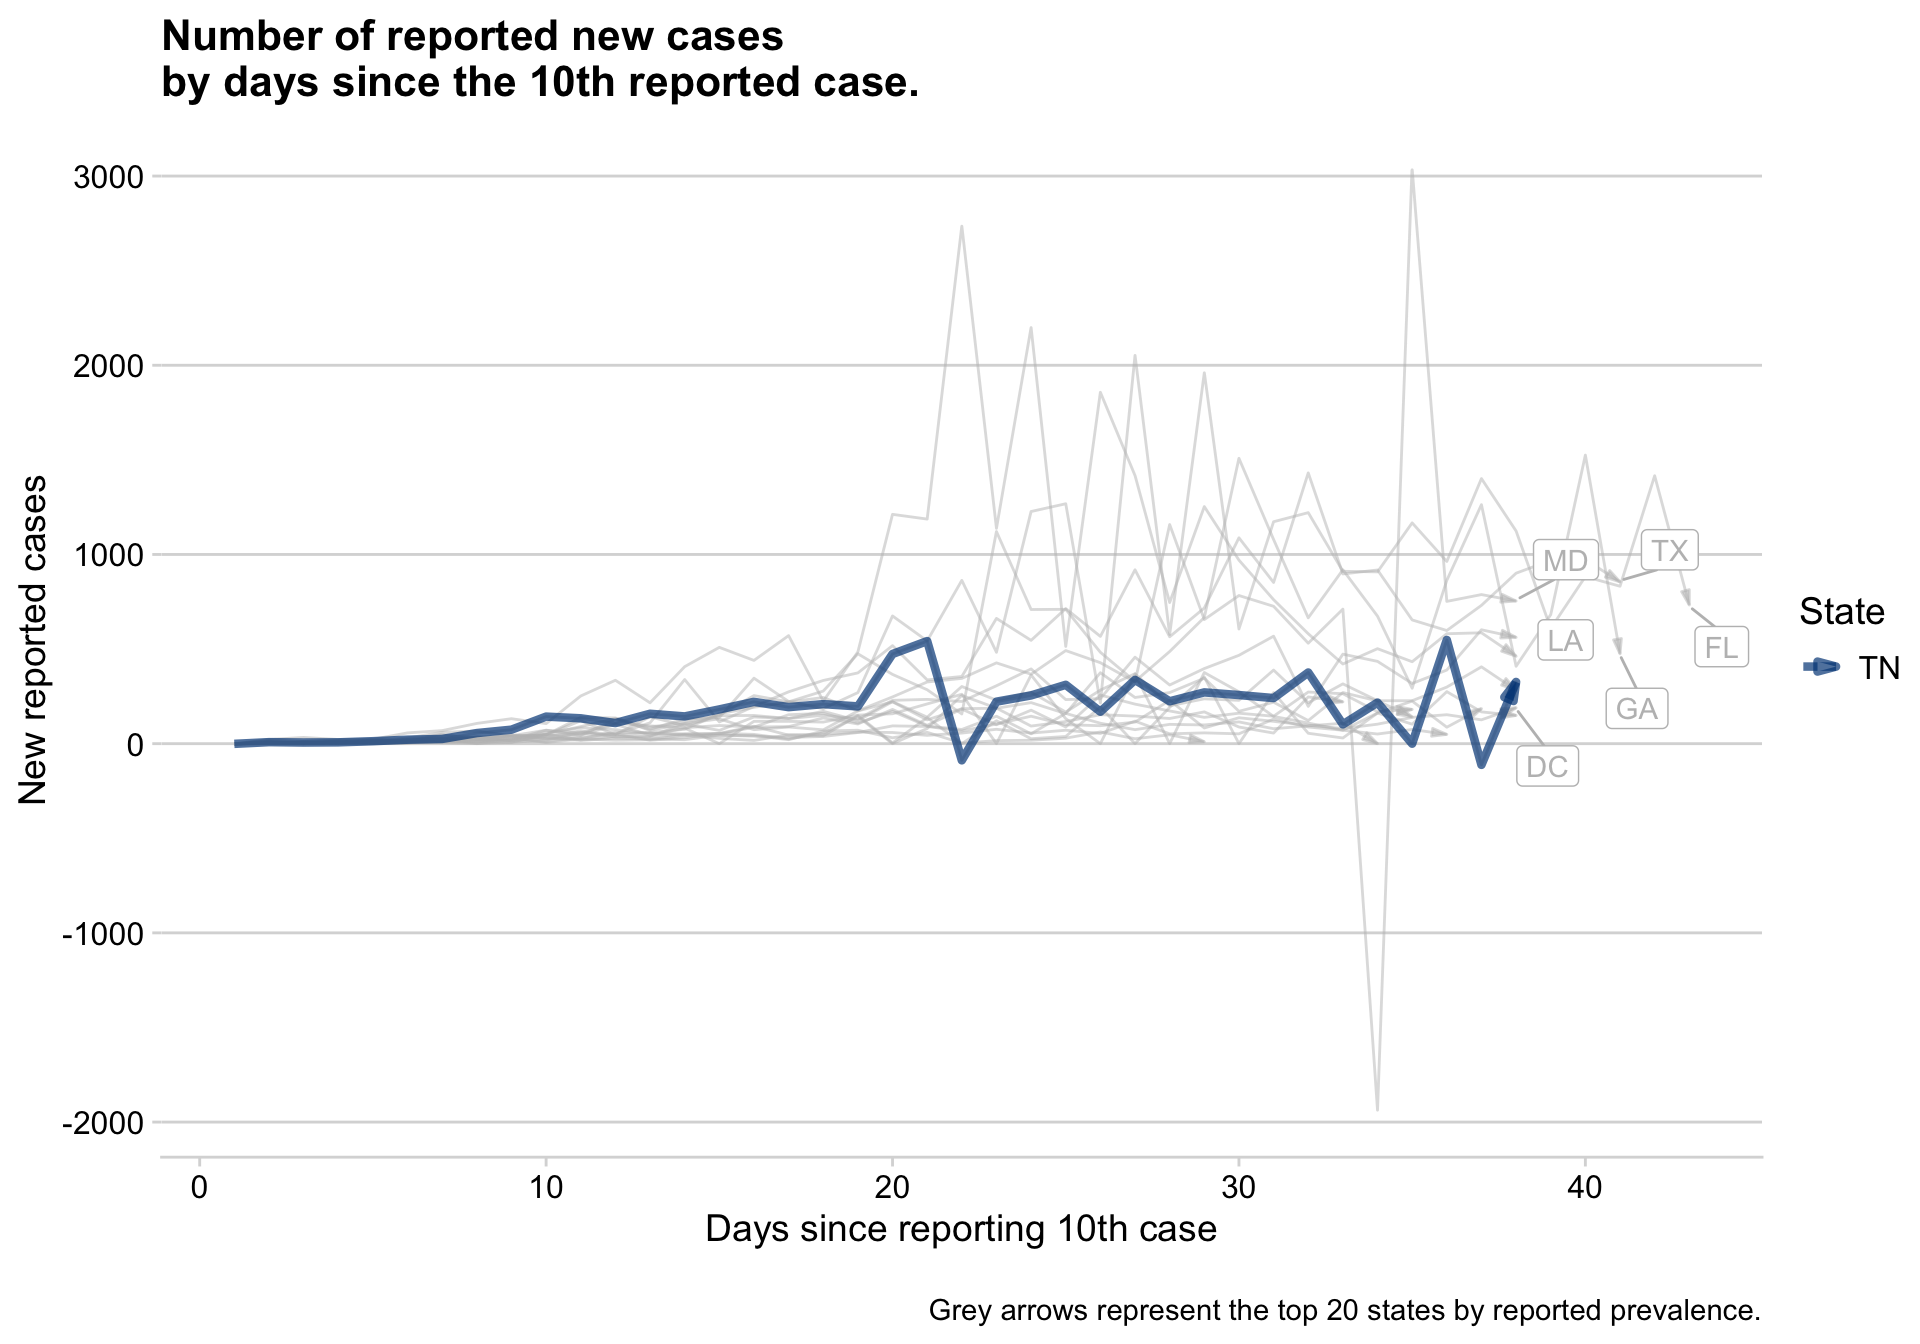 Number of reported new cases
by days since the 10th reported case.
New reported cases
3000
2000
1000
0
-1000
-2000
MD
TX
LA
FL
GA
DC
State
TN
0
10
20
30
40
Days since reporting 10th case
Grey arrows represent the top 20 states by reported prevalence.